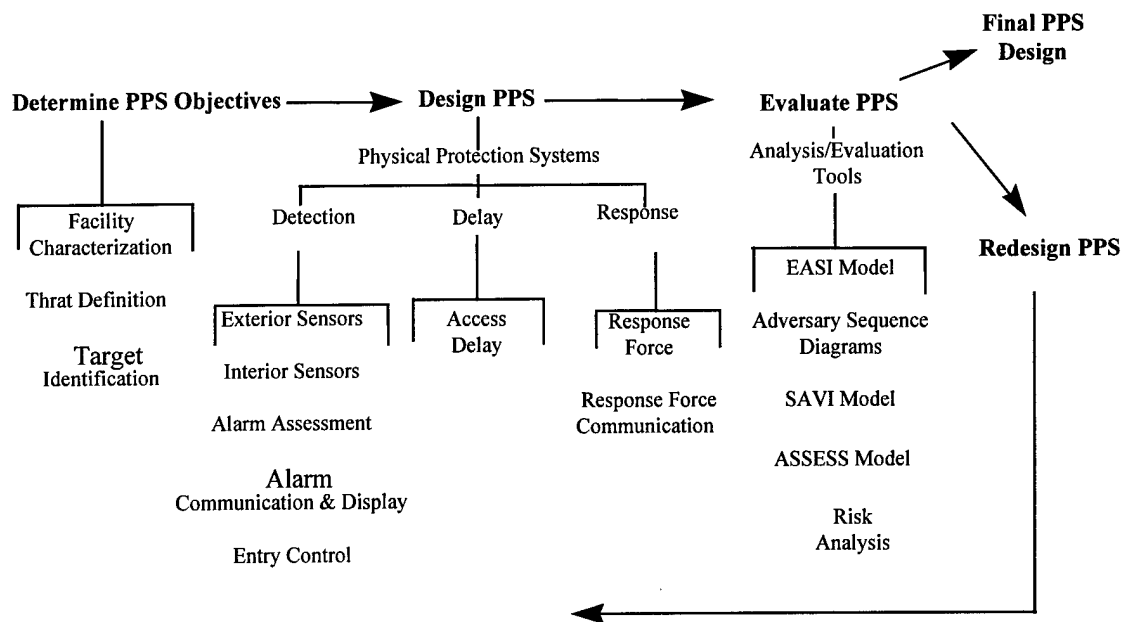 Final PPS
Design
Determine PPS Objectives
Design PPS
Evaluate PPS
Physical Protection Systems
Analysis/Evaluation
Tools
Facility
Characterization
Thrat Definition
Target
Identification
Detection
Delay
Response
Exterior Sensors
Interior Sensors
Alarm Assessment
Alarm
Communication & Display
Entry Control
Access
Delay
Response
Force
Response Force
Communication
EASI Model
Adversary Sequence
Diagrams
SAVI Model
ASSESS Model
Risk
Analysis
Redesign PPS